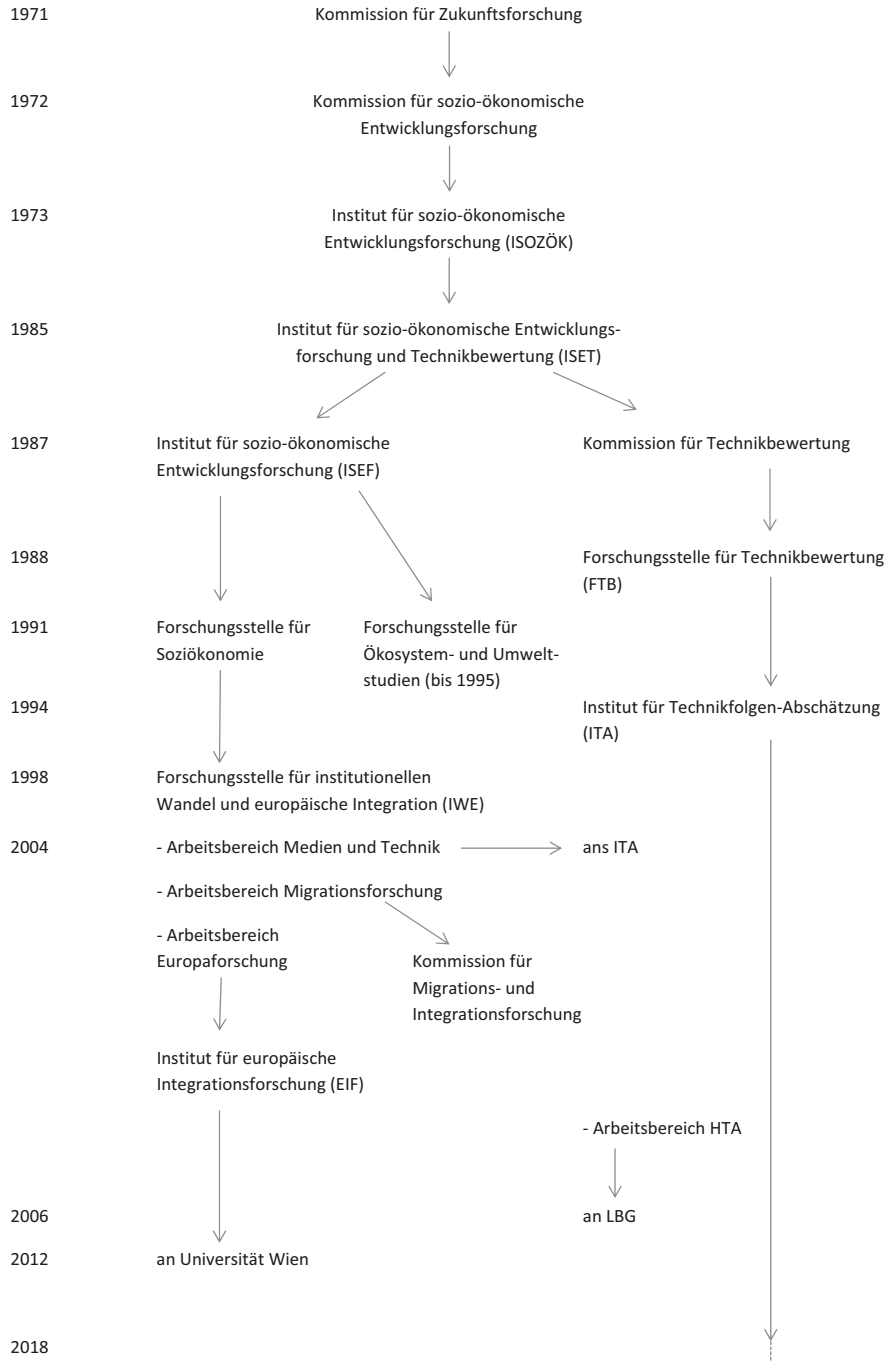 1971 Kommission für Zukunftsforschung
1972 Kommission für sozio-ökonomische
Entwicklungsforschung
1973 Institut für sozio-ökonomische
Entwicklungsforschung (ISOZÖK)
1985 Institut für sozio-ökonomische Entwicklungs-
forschung und Technikbewertung (ISET)
1987 Institut für sozio-ökonomische
Entwicklungsforschung (ISEF)
Kommission für Technikbewertung
1988 Forschungsstelle für Technikbewertung
(FTB)
1991 Forschungsstelle für
Soziökonomie
Forschungsstelle für
Ökosystem- und Umwelt-
studien (bis 1995)
1994 Institut für Technikfolgen-Abschätzung
(ITA)
1998 Forschungsstelle für institutionellen
Wandel und europäische Integration (IWE)
2004 - Arbeitsbereich Medien und Technik
ans ITA
- Arbeitsbereich Migrationsforschung
- Arbeitsbereich
Europaforschung
Kommission für
Migrations- und
Integrationsforschung
Institut für europäische
Integrationsforschung (EIF)
- Arbeitsbereich HTA
2006 an LBG
2012 an Universität Wien
2018